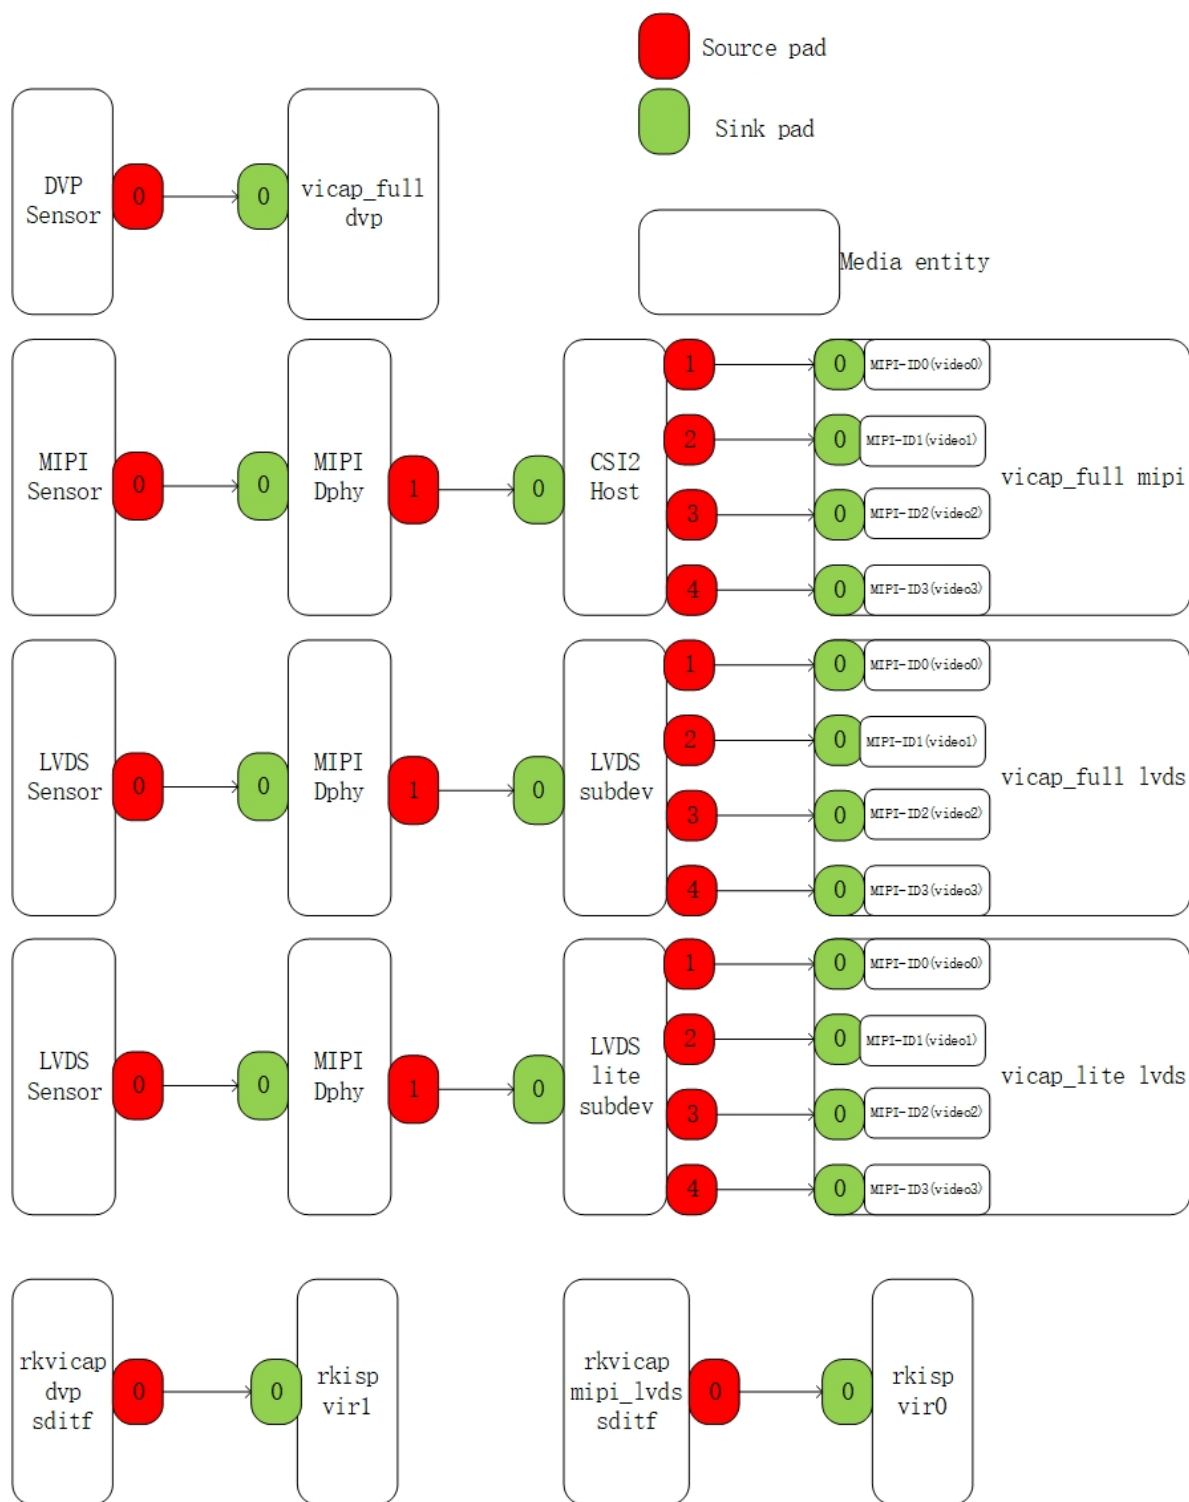 Source pad
Sink pad
DVP
Sensor
0
0
vicap_full
dvp
Media entity
MIPI
Sensor
0
0
MIPI
Dphy
1
0
CSI2
Host
1
0
MIPI-ID0(video0)
2
0
MIPI-ID1(video1)
3
0
MIPI-ID2(video2)
4
0
MIPI-ID3(video3)
vicap_full mipi
LVDS
Sensor
0
0
MIPI
Dphy
1
0
LVDS
subdev
1
0
MIPI-ID0(video0)
2
0
MIPI-ID1(video1)
3
0
MIPI-ID2(video2)
4
0
MIPI-ID3(video3)
vicap_full lvds
LVDS
Sensor
0
0
MIPI
Dphy
1
0
LVDS
lite
subdev
1
0
MIPI-ID0(video0)
2
0
MIPI-ID1(video1)
3
0
MIPI-ID2(video2)
4
0
MIPI-ID3(video3)
vicap_lite lvds
rkvicap
dvp
sditf
0
0
rkisp
vir1
rkvicap
mipi_lvds
sditf
0
0
rkisp
vir0